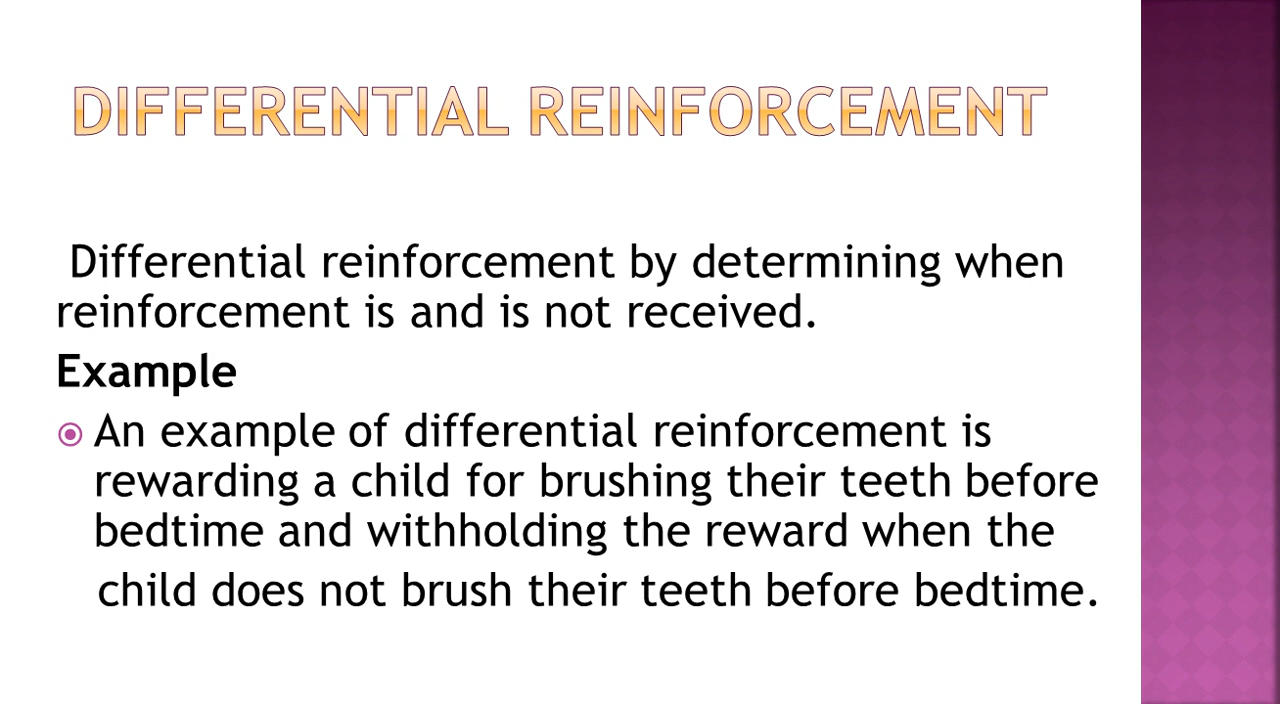 DIFFERENTIAL REINFORCEMENT
Differential reinforcement by determining when
reinforcement is and is not received.
Example
An example of differential reinforcement is
rewarding a child for brushing their teeth before
bedtime and withholding the reward when the
child does not brush their teeth before bedtime.